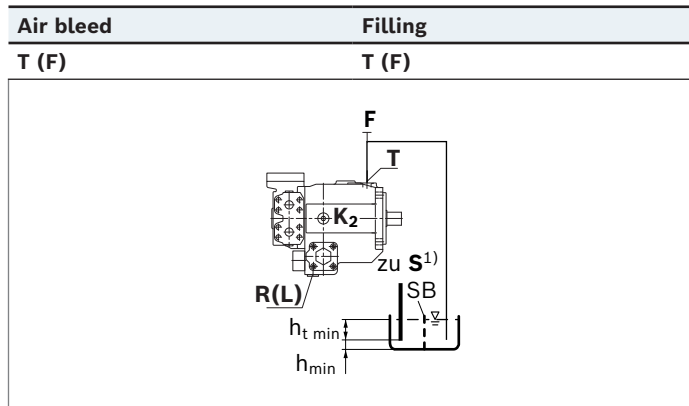 Air bleed Filling
T (F) T (F)
F
T
K₂
zu S¹⁾
R(L)
SB
hₜ ₘᵢₙ
hₘᵢₙ